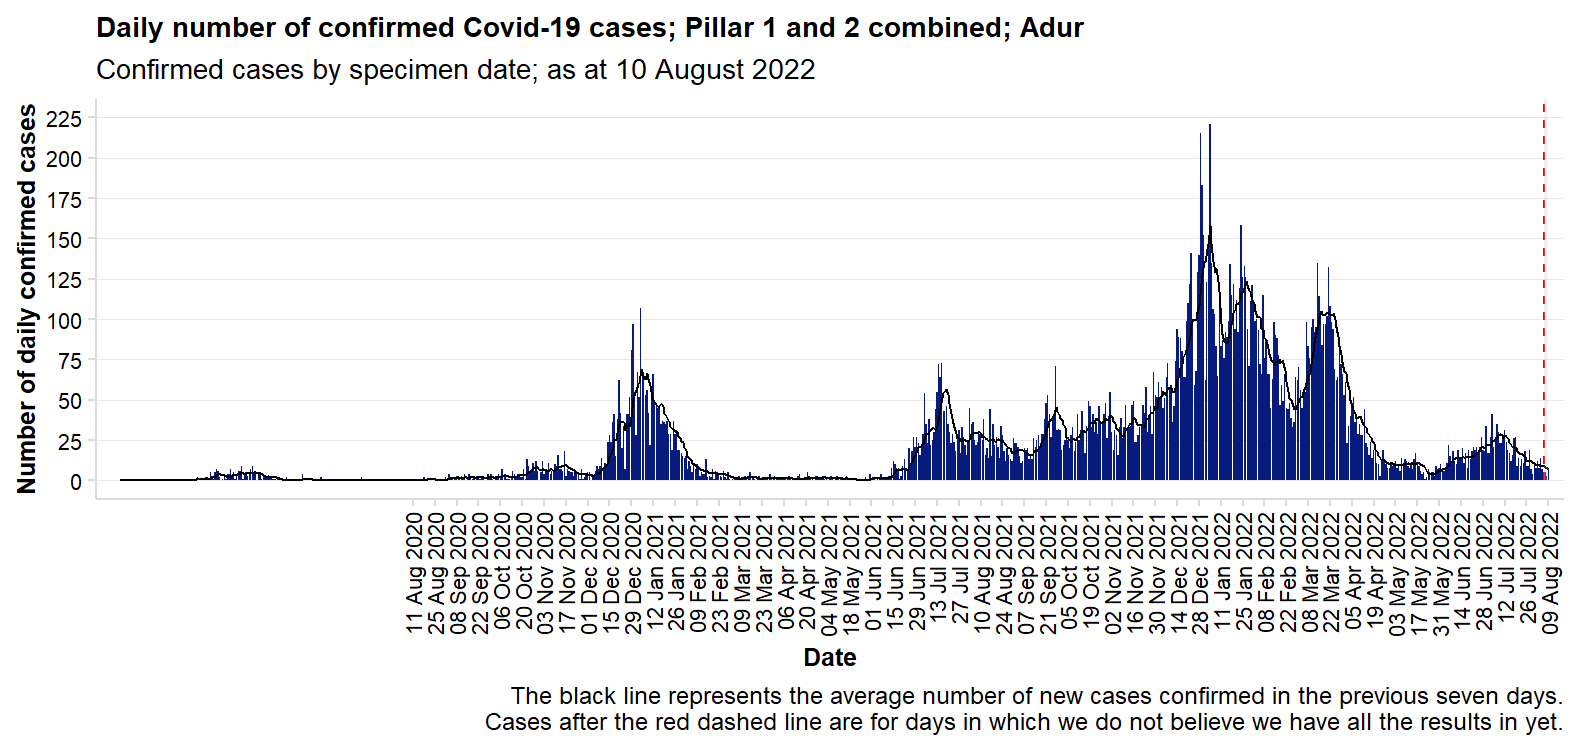 Daily number of confirmed Covid-19 cases; Pillar 1 and 2 combined; Adur
Confirmed cases by specimen date; as at 10 August 2022
Number of daily confirmed cases
225
200
175
150
125
100
75
50
25
0
11 Aug 2020
25 Aug 2020
08 Sep 2020
22 Sep 2020
06 Oct 2020
20 Oct 2020
03 Nov 2020
17 Nov 2020
01 Dec 2020
15 Dec 2020
29 Dec 2020
12 Jan 2021
26 Jan 2021
09 Feb 2021
23 Feb 2021
09 Mar 2021
23 Mar 2021
06 Apr 2021
20 Apr 2021
04 May 2021
18 May 2021
01 Jun 2021
15 Jun 2021
29 Jun 2021
13 Jul 2021
27 Jul 2021
10 Aug 2021
24 Aug 2021
07 Sep 2021
21 Sep 2021
05 Oct 2021
19 Oct 2021
02 Nov 2021
16 Nov 2021
30 Nov 2021
14 Dec 2021
28 Dec 2021
11 Jan 2022
25 Jan 2022
08 Feb 2022
22 Feb 2022
08 Mar 2022
22 Mar 2022
05 Apr 2022
19 Apr 2022
03 May 2022
17 May 2022
31 May 2022
14 Jun 2022
28 Jun 2022
12 Jul 2022
26 Jul 2022
09 Aug 2022
Date
The black line represents the average number of new cases confirmed in the previous seven days.
Cases after the red dashed line are for days in which we do not believe we have all the results in yet.